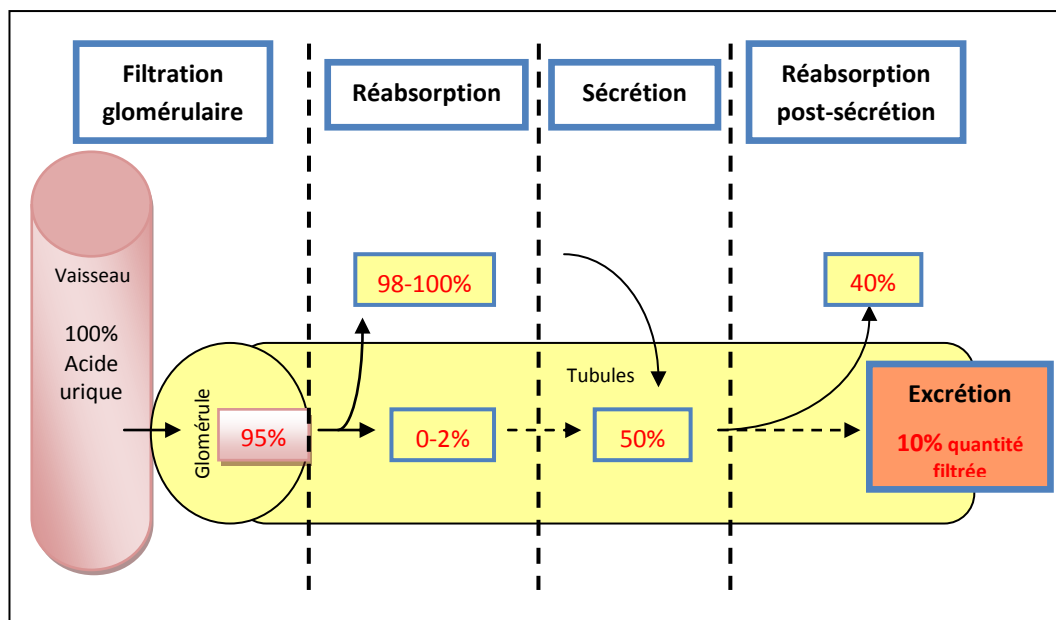 Filtration
glomérulaire
Réabsorption
Sécrétion
Réabsorption
post-sécrétion
Vaisseau
100%
Acide
urique
Glomérule
95%
98-100%
0-2%
Tubules
50%
40%
Excrétion
10% quantité
filtrée